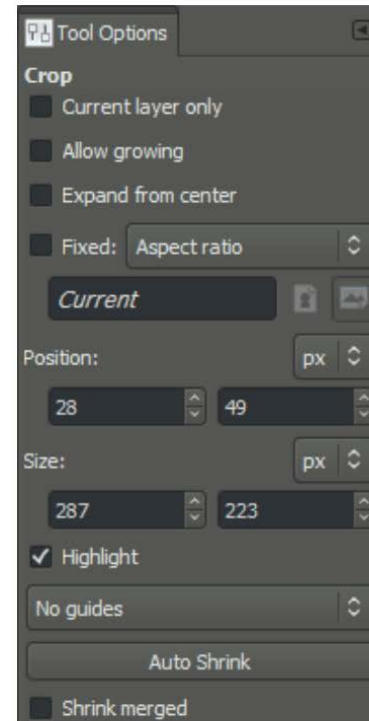 Tool Options
Crop
Current layer only
Allow growing
Expand from center
Fixed: Aspect ratio
Current
Position: px
28 49
Size: px
287 223
Highlight
No guides
Auto Shrink
Shrink merged